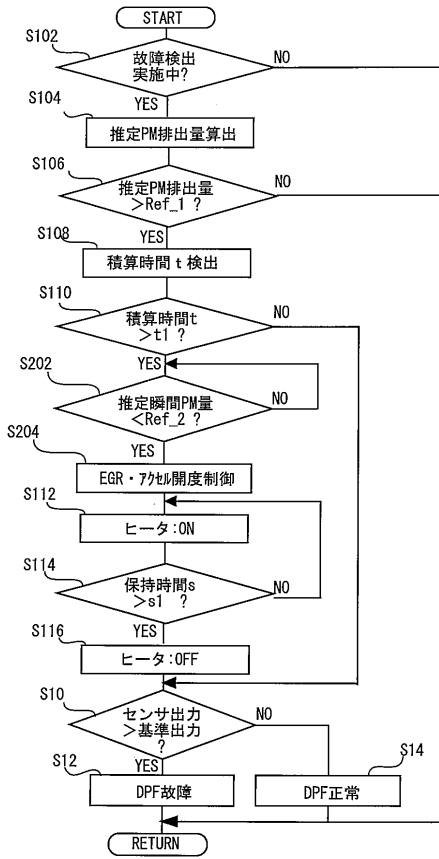 START
S102
故障検出
実施中?
NO
YES
S104
推定PM排出量算出
S106
推定PM排出量
>Ref_1 ?
NO
YES
S108
積算時間 t 検出
S110
積算時間t
>t1 ?
NO
YES
S202
推定瞬間PM量
<Ref_2 ?
NO
YES
S204
EGR・アクセル開度制御
S112
ヒータ:ON
S114
保持時間s
>s1 ?
NO
YES
S116
ヒータ:OFF
S10
センサ出力
>基準出力
?
NO
YES
S12
DPF故障
S14
DPF正常
RETURN